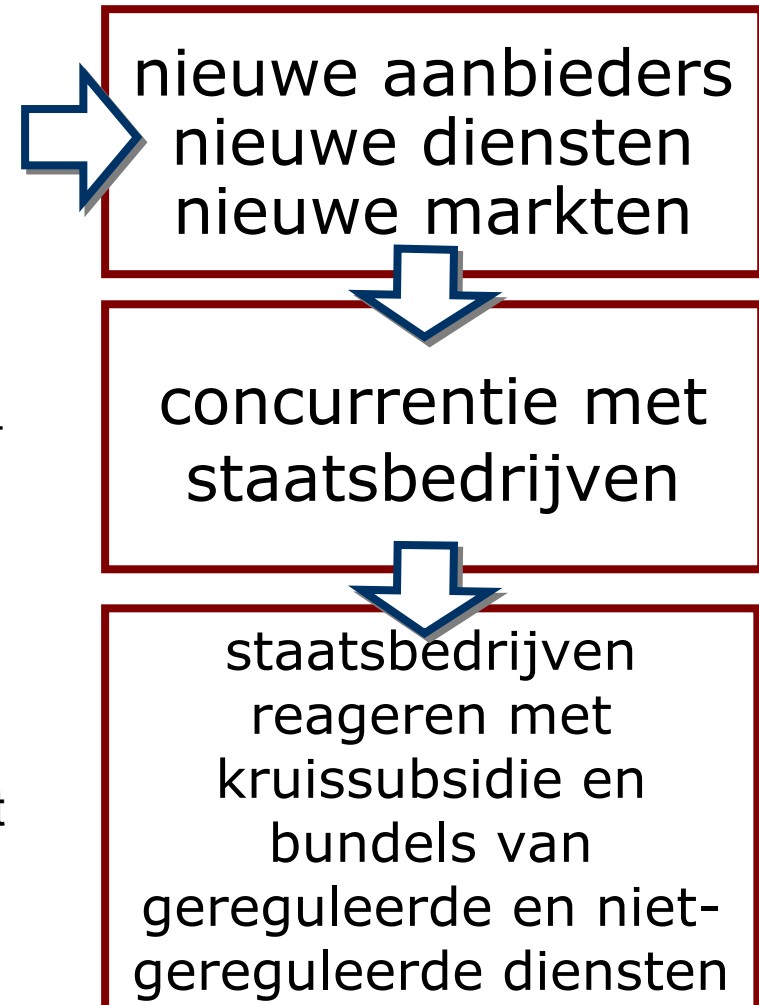 nieuwe aanbieders
nieuwe diensten
nieuwe markten
concurrentie met
staatsbedrijven
staatsbedrijven
reageren met
kruissubsidie en
bundels van
gereguleerde en niet-
gereguleerde diensten